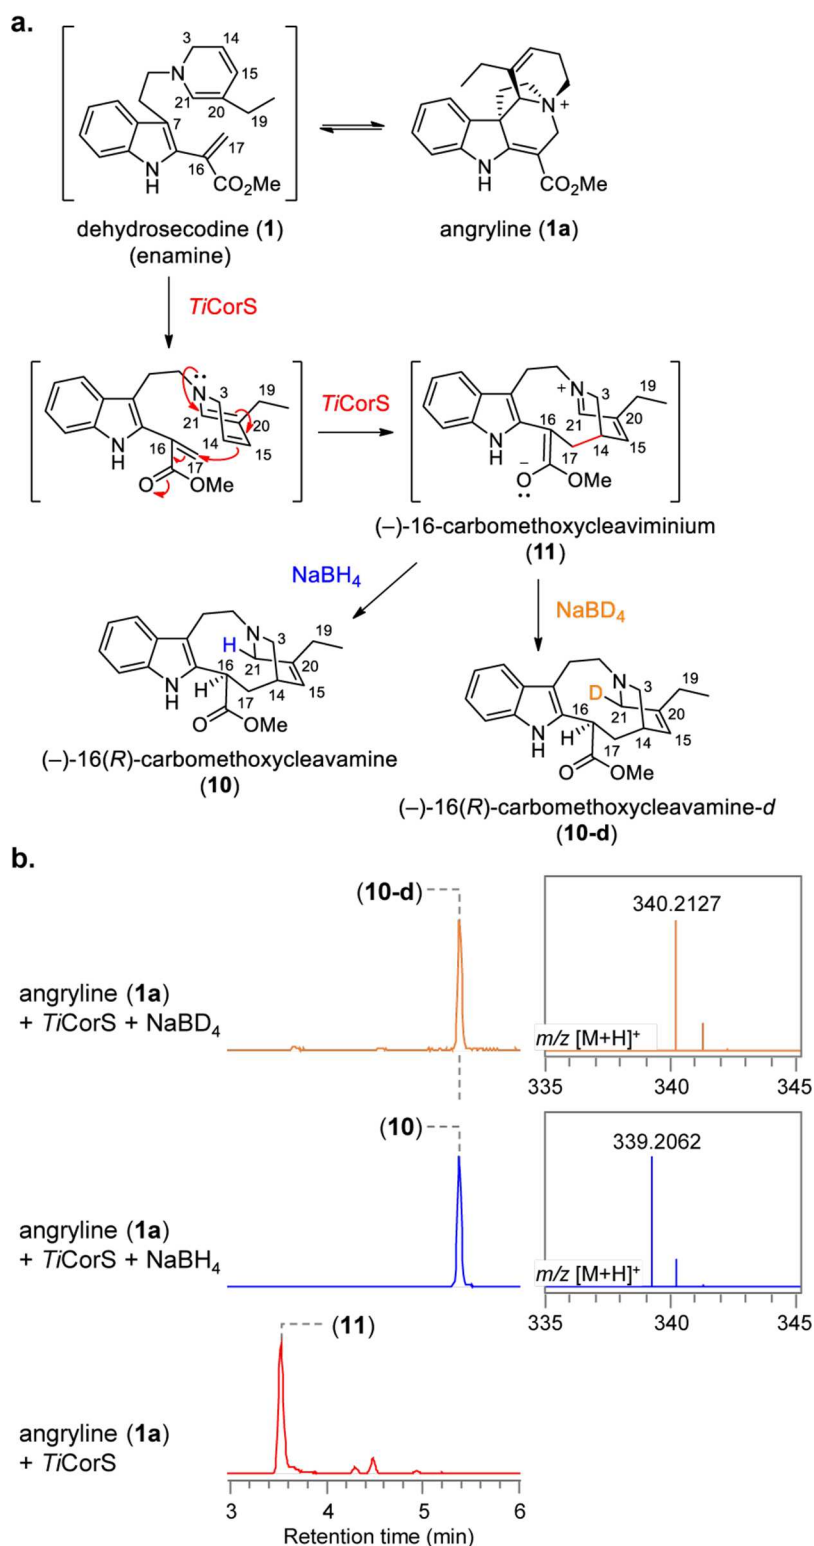 a.
3
14
N
15
21
20
7
19
17
16
N
H
CO2Me
dehydrosecodine (1)
(enamine)
N
+
N
H
CO2Me
angryline (1a)
TiCorS
N
3
19
21
20
14
15
16
17
N
H
O
OMe
TiCorS
+
N
3
19
21
20
16
15
14
17
N
H
−
O
OMe
(–)-16-carbomethoxycleaviminium
(11)
NaBH4
NaBD4
N
3
19
H
21
20
16
15
14
17
N
H
H
O
OMe
(–)-16(R)-carbomethoxycleavamine
(10)
N
3
19
D
21
20
16
15
14
17
N
H
H
O
OMe
(–)-16(R)-carbomethoxycleavamine-d
(10-d)
b.
(10-d)
340.2127
angryline (1a)
+ TiCorS + NaBD4
m/z [M+H]+
335 340 345
(10)
339.2062
angryline (1a)
+ TiCorS + NaBH4
m/z [M+H]+
335 340 345
(11)
angryline (1a)
+ TiCorS
3 4 5 6
Retention time (min)